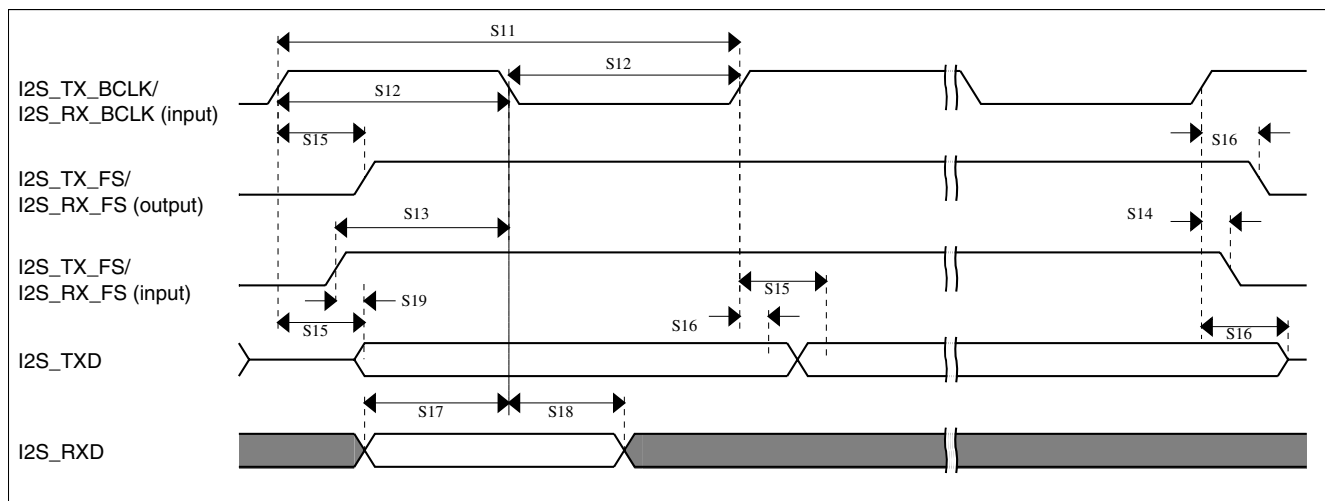 S11
S12
I2S_TX_BCLK/
I2S_RX_BCLK (input)
S12
S15
S16
I2S_TX_FS/
I2S_RX_FS (output)
S13
S14
I2S_TX_FS/
I2S_RX_FS (input)
S15
S19
S16
S15
S16
I2S_TXD
S17
S18
I2S_RXD